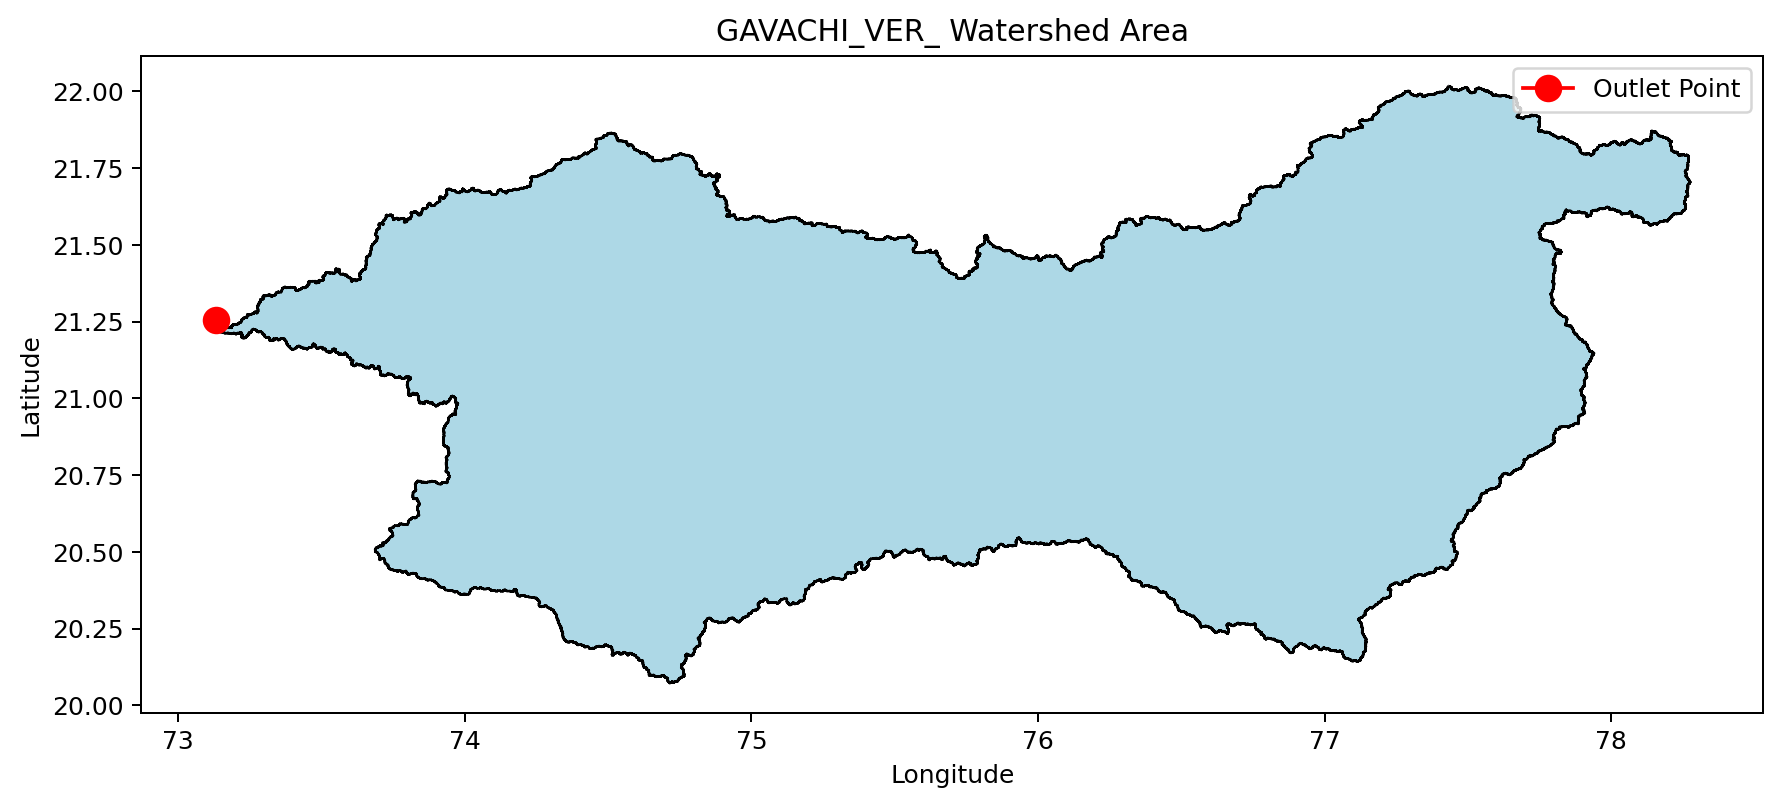 GAVACHI_VER_ Watershed Area
Outlet Point
22.00
21.75
21.50
21.25
21.00
20.75
20.50
20.25
20.00
Latitude
73 74 75 76 77 78
Longitude